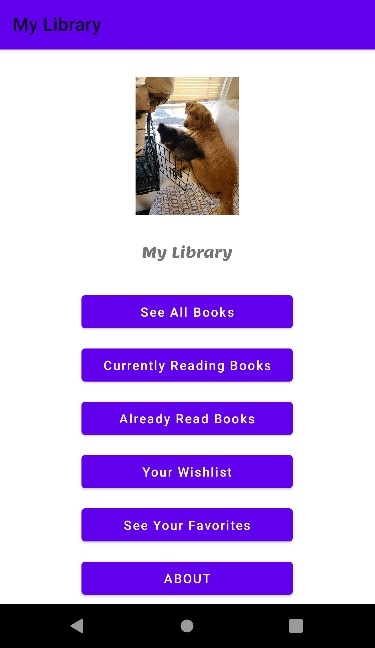 My Library
My Library
See All Books
Currently Reading Books
Already Read Books
Your Wishlist
See Your Favorites
ABOUT